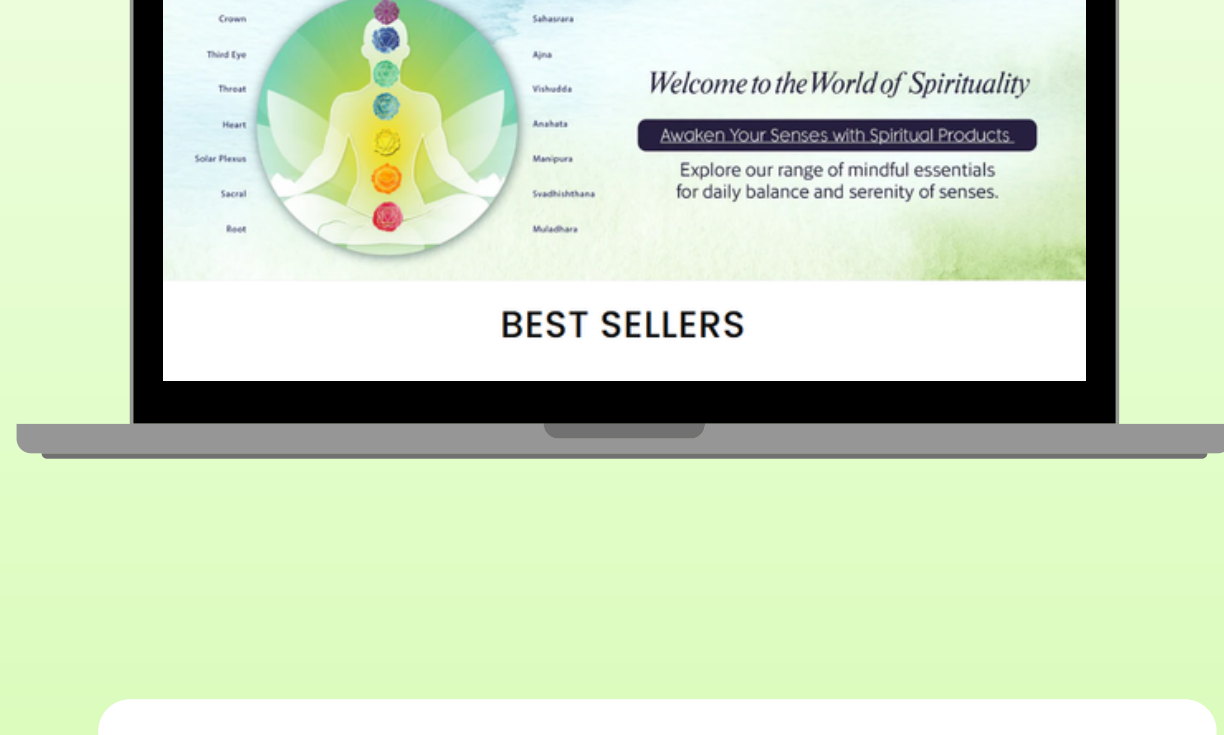 Crown
Third Eye
Throat
Heart
Solar Plexus
Sacral
Root
Sahasrara
Ajna
Vishudda
Anahata
Manipura
Svadhishthana
Muladhara
Welcome to the World of Spirituality
Awaken Your Senses with Spiritual Products
Explore our range of mindful essentials
for daily balance and serenity of senses.
BEST SELLERS